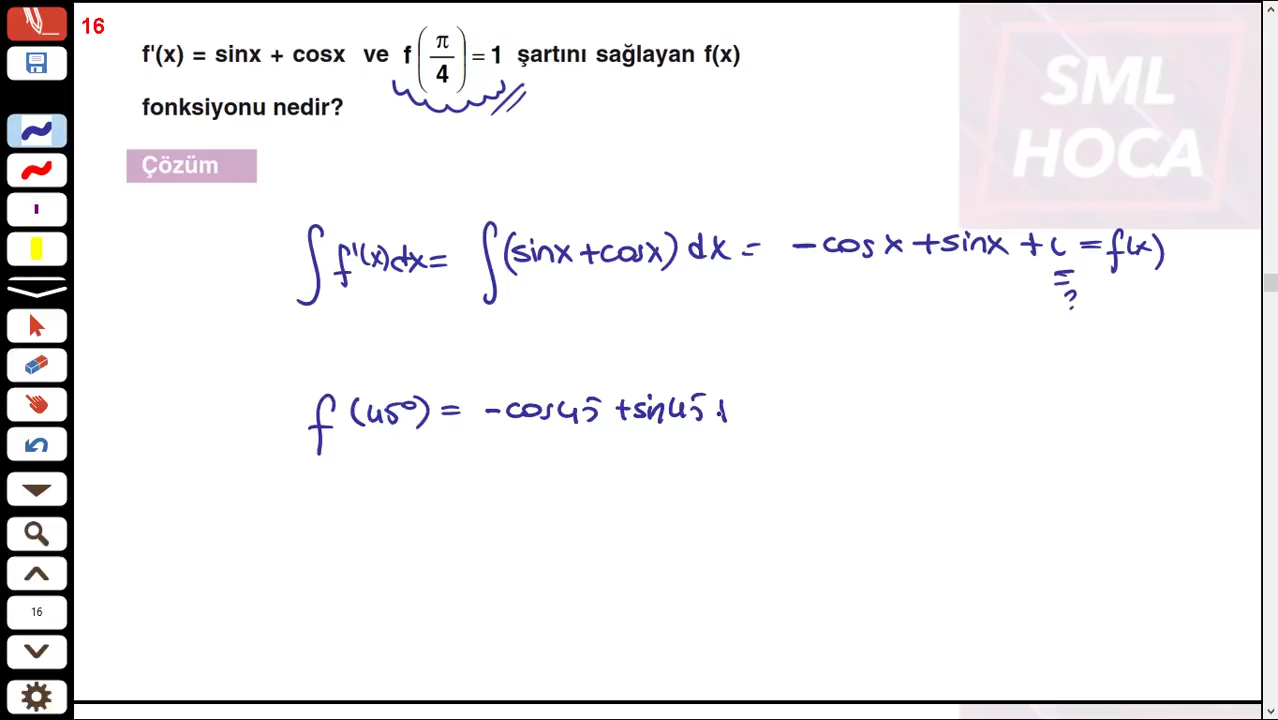 16
f'(x) = sinx + cosx ve f(π/4) = 1 şartını sağlayan f(x)
fonksiyonu nedir?
SML
HOCA
Çözüm
∫f'(x)dx = ∫(sinx + cosx) dx = -cosx + sinx + c = f(x)
?
f(45°) = -cos45 + sin45 +
16